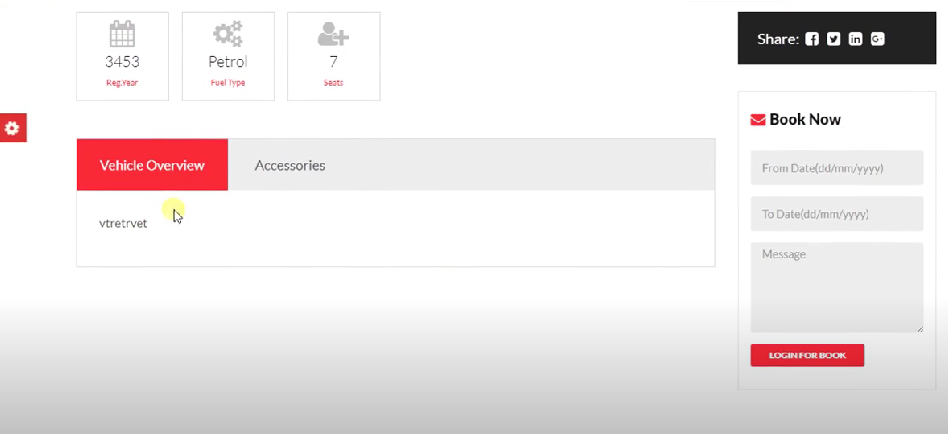 3453
Reg.Year
Petrol
Fuel Type
7
Seats
Share:
Vehicle Overview
Accessories
vtretrvet
Book Now
From Date(dd/mm/yyyy)
To Date(dd/mm/yyyy)
Message
LOGIN FOR BOOK